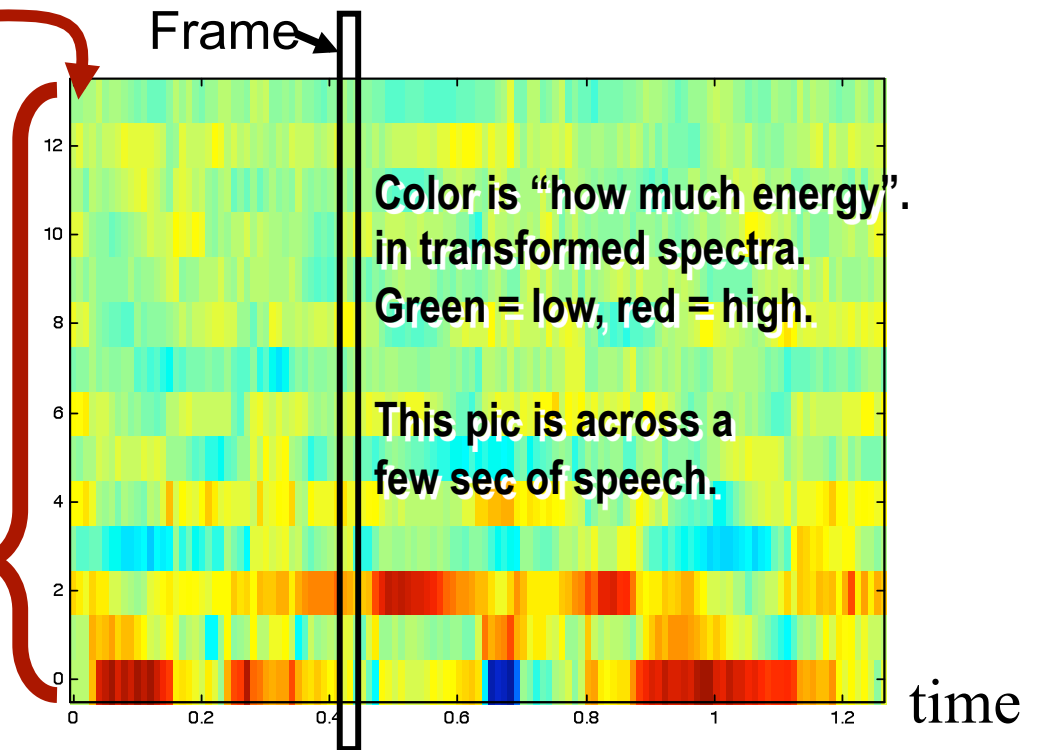 Frame
12
10
8
6
4
2
0
Color is “how much energy”.
in transformed spectra.
Green = low, red = high.
This pic is across a
few sec of speech.
0 0.2 0.4 0.6 0.8 1 1.2
time